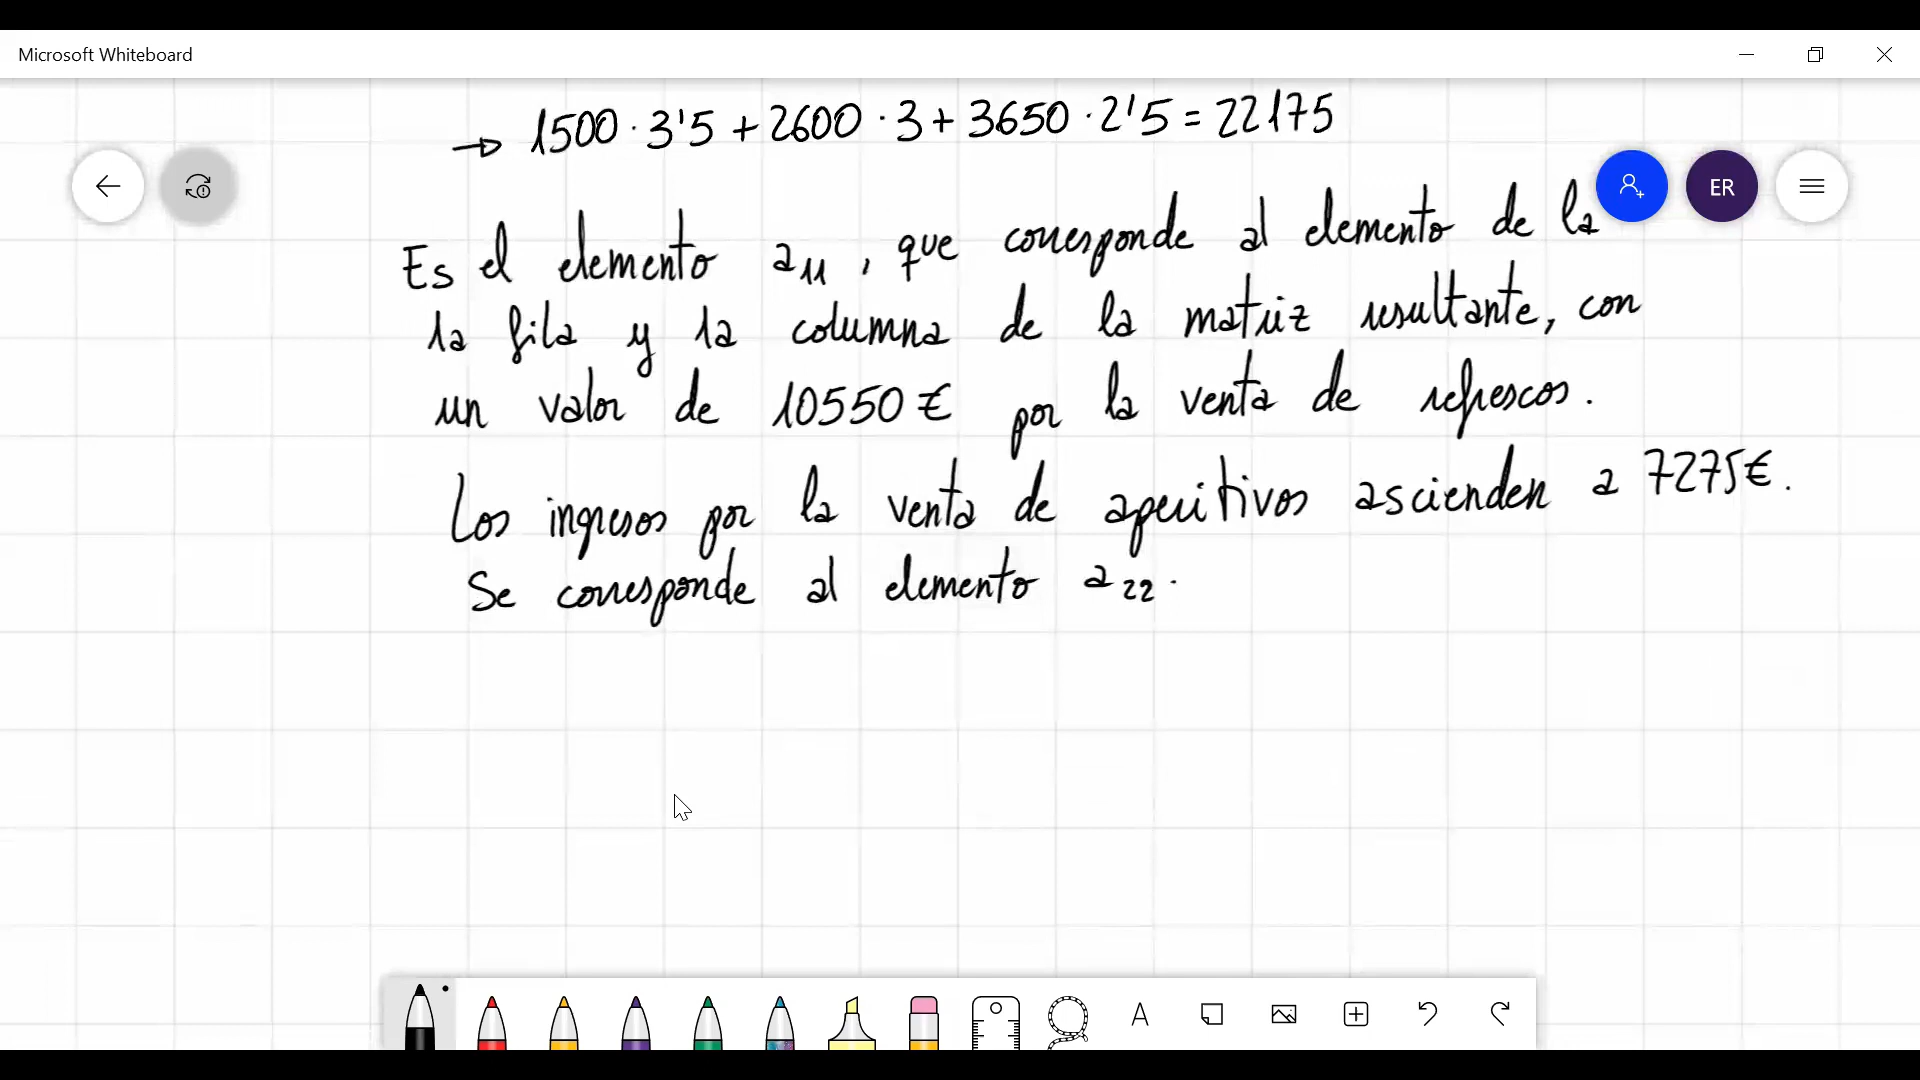 Microsoft Whiteboard
→ 1500 · 3'5 + 2600 · 3 + 3650 · 2'5 = 22175
ER
Es el elemento a₁₁, que corresponde al elemento de la
1a fila y 1a columna de la matriz resultante, con
un valor de 10550 € por la venta de refrescos.
Los ingresos por la venta de aperitivos ascienden a 7275€.
Se corresponde al elemento a₂₂.
A